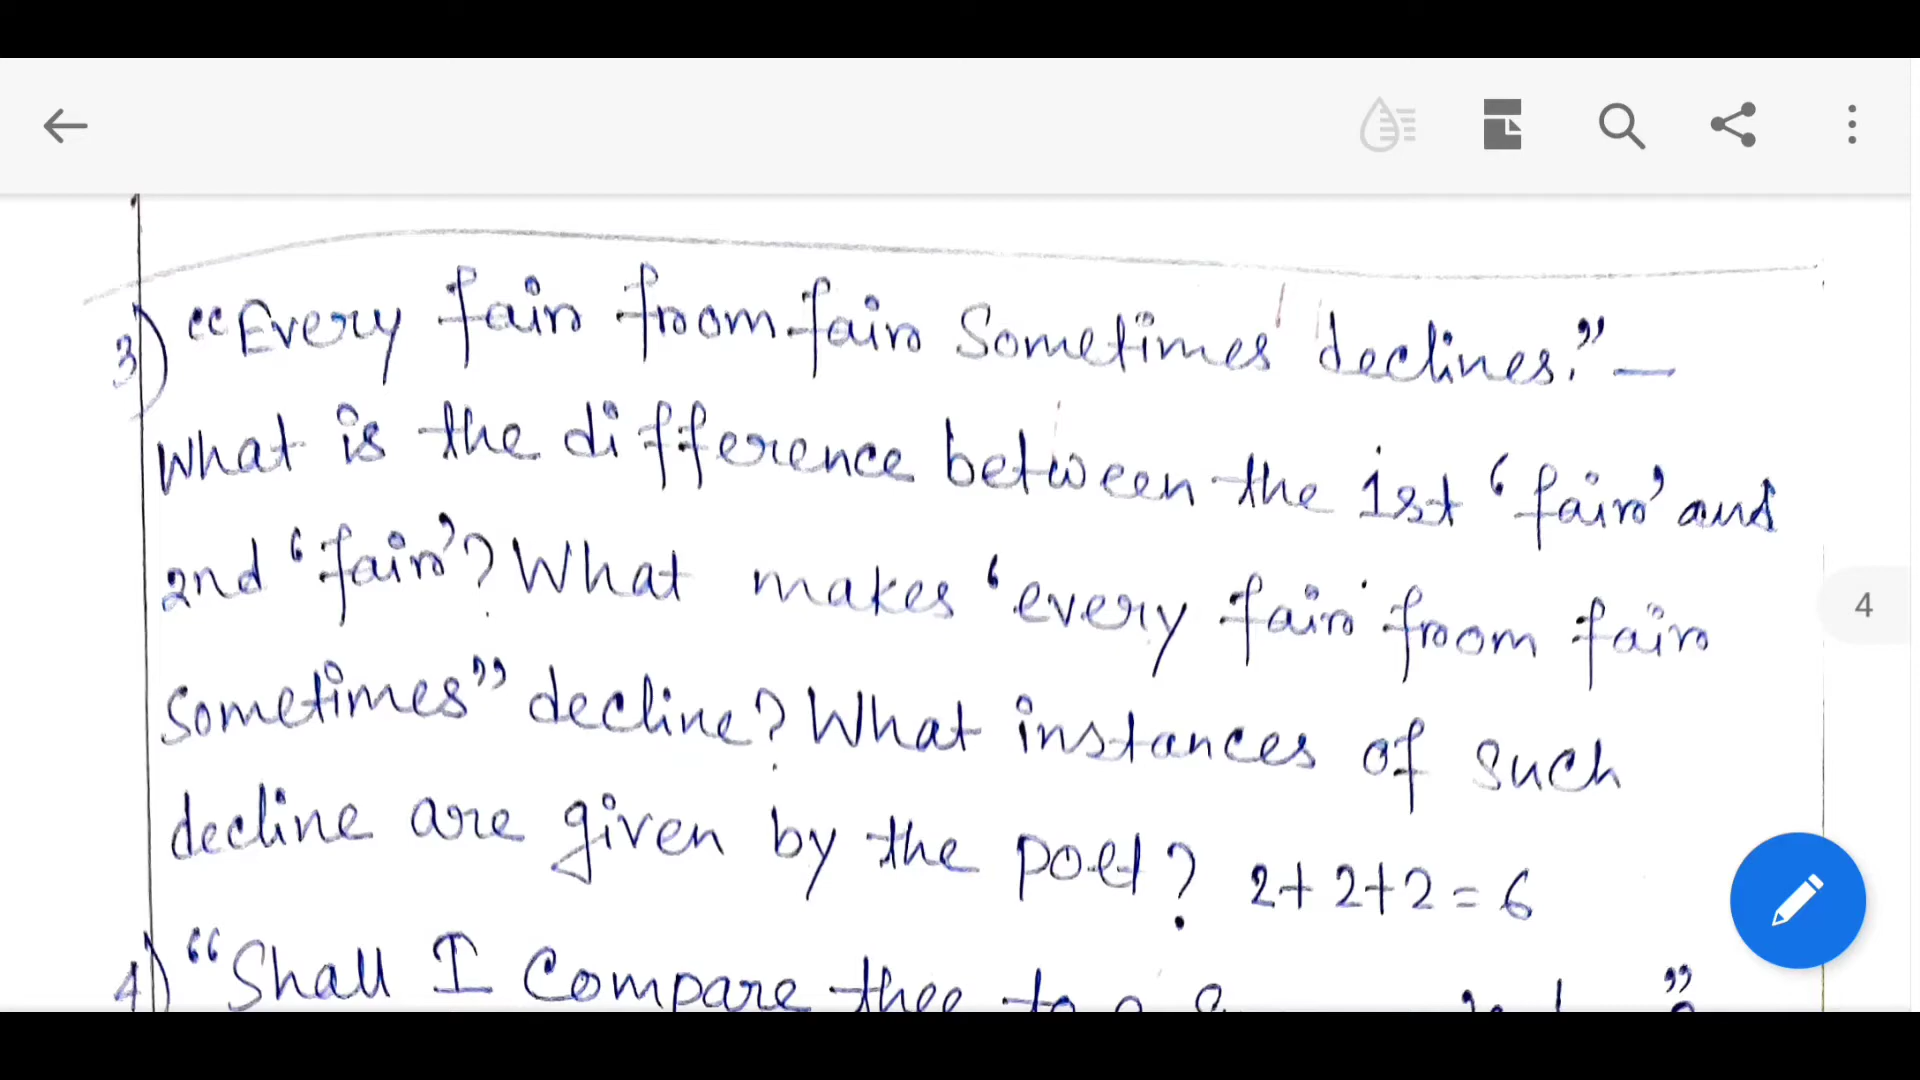 3) "Every fair from fair Sometimes declines." —
What is the difference between the 1st 'fair' and
2nd 'fair'? What makes 'every fair from fair
Sometimes" decline? What instances of such
4
decline are given by the poet? 2+2+2=6
4) "Shall I Compare thee to a